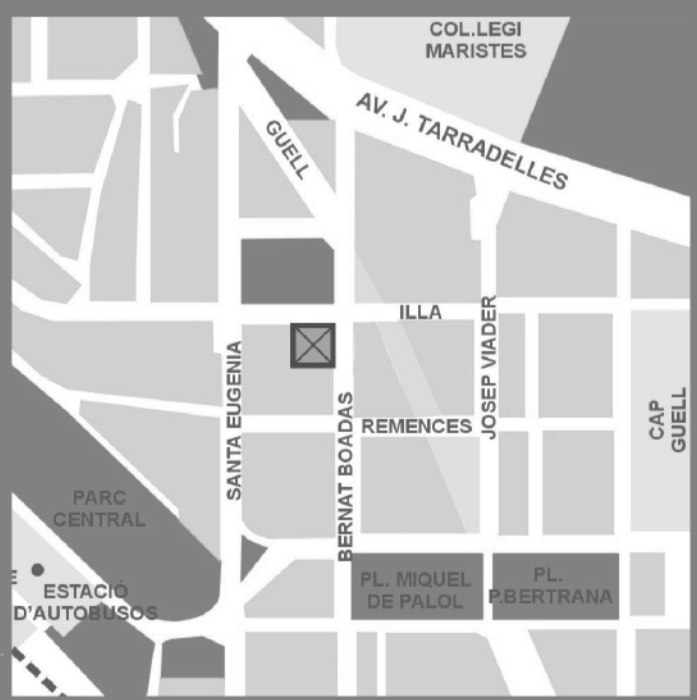 COL.LEGI
MARISTES
AV. J. TARRADELLES
GUELL
ILLA
JOSEP VIADER
SANTA EUGENIA
BERNAT BOADAS
REMENCES
CAP
GUELL
PARC
CENTRAL
E
ESTACIÓ
D'AUTOBUSOS
PL. MIQUEL
DE PALOL
PL.
P.BERTRANA